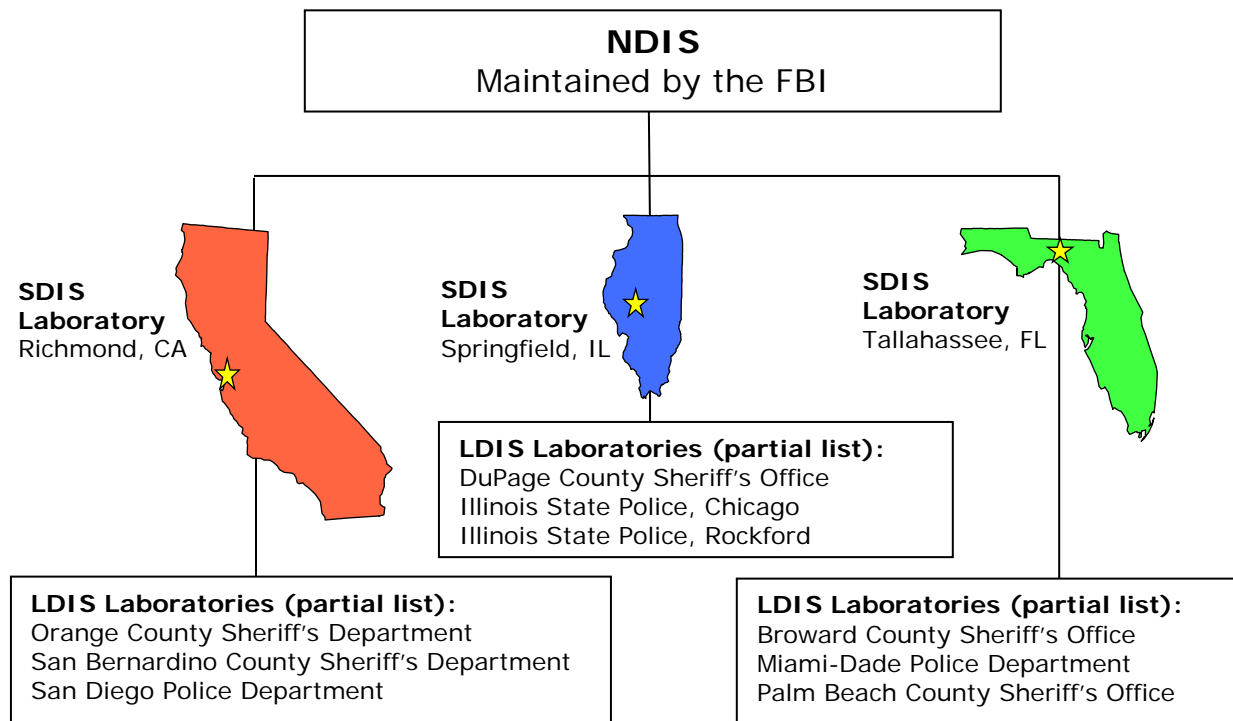 NDIS
Maintained by the FBI
SDIS
Laboratory
Richmond, CA
SDIS
Laboratory
Springfield, IL
SDIS
Laboratory
Tallahassee, FL
LDIS Laboratories (partial list):
DuPage County Sheriff's Office
Illinois State Police, Chicago
Illinois State Police, Rockford
LDIS Laboratories (partial list):
Orange County Sheriff's Department
San Bernardino County Sheriff's Department
San Diego Police Department
LDIS Laboratories (partial list):
Broward County Sheriff's Office
Miami-Dade Police Department
Palm Beach County Sheriff's Office